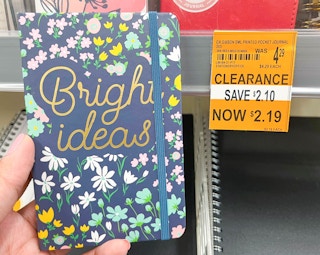 Bright
ideas
WAS
4 29
CLEARANCE
SAVE $2.10
NOW $2.19